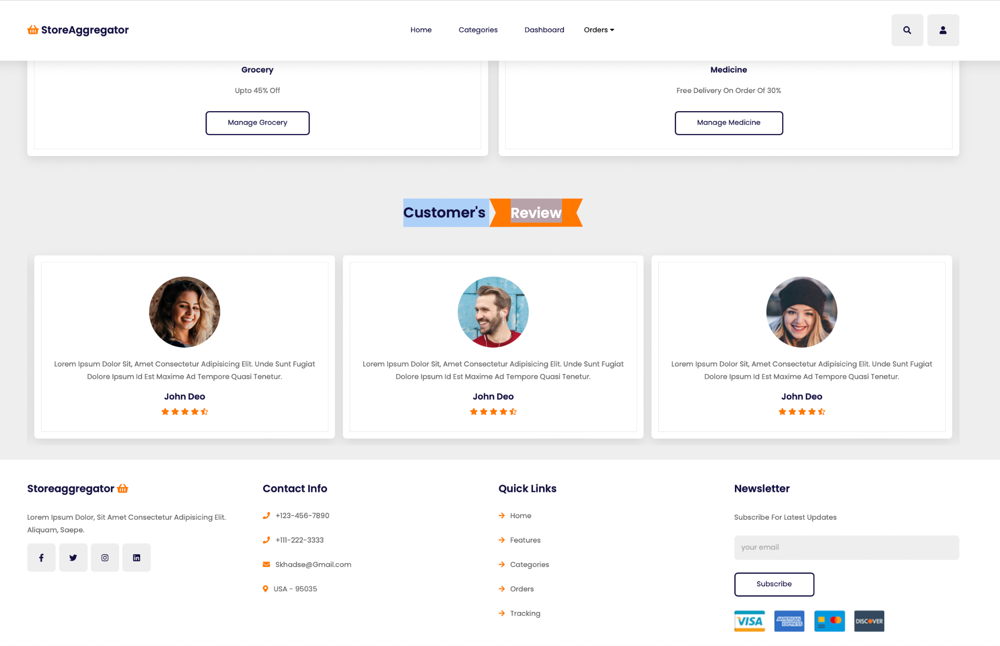 StoreAggregator
Home Categories Dashboard Orders
Grocery
Upto 45% Off
Manage Grocery
Medicine
Free Delivery On Order Of 30%
Manage Medicine
Customer's Review
Lorem Ipsum Dolor Sit, Amet Consectetur Adipisicing Elit. Unde Sunt Fugiat
Dolore Ipsum Id Est Maxime Ad Tempore Quasi Tenetur.
John Deo
Lorem Ipsum Dolor Sit, Amet Consectetur Adipisicing Elit. Unde Sunt Fugiat
Dolore Ipsum Id Est Maxime Ad Tempore Quasi Tenetur.
John Deo
Lorem Ipsum Dolor Sit, Amet Consectetur Adipisicing Elit. Unde Sunt Fugiat
Dolore Ipsum Id Est Maxime Ad Tempore Quasi Tenetur.
John Deo
Storeaggregator
Lorem Ipsum Dolor, Sit Amet Consectetur Adipisicing Elit.
Aliquam, Saepe.
Contact Info
+123-456-7890
+111-222-3333
Skhadse@Gmail.com
USA - 95035
Quick Links
Home
Features
Categories
Orders
Tracking
Newsletter
Subscribe For Latest Updates
your email
Subscribe
VISA
AMERICAN
EXPRESS
DISCOVER